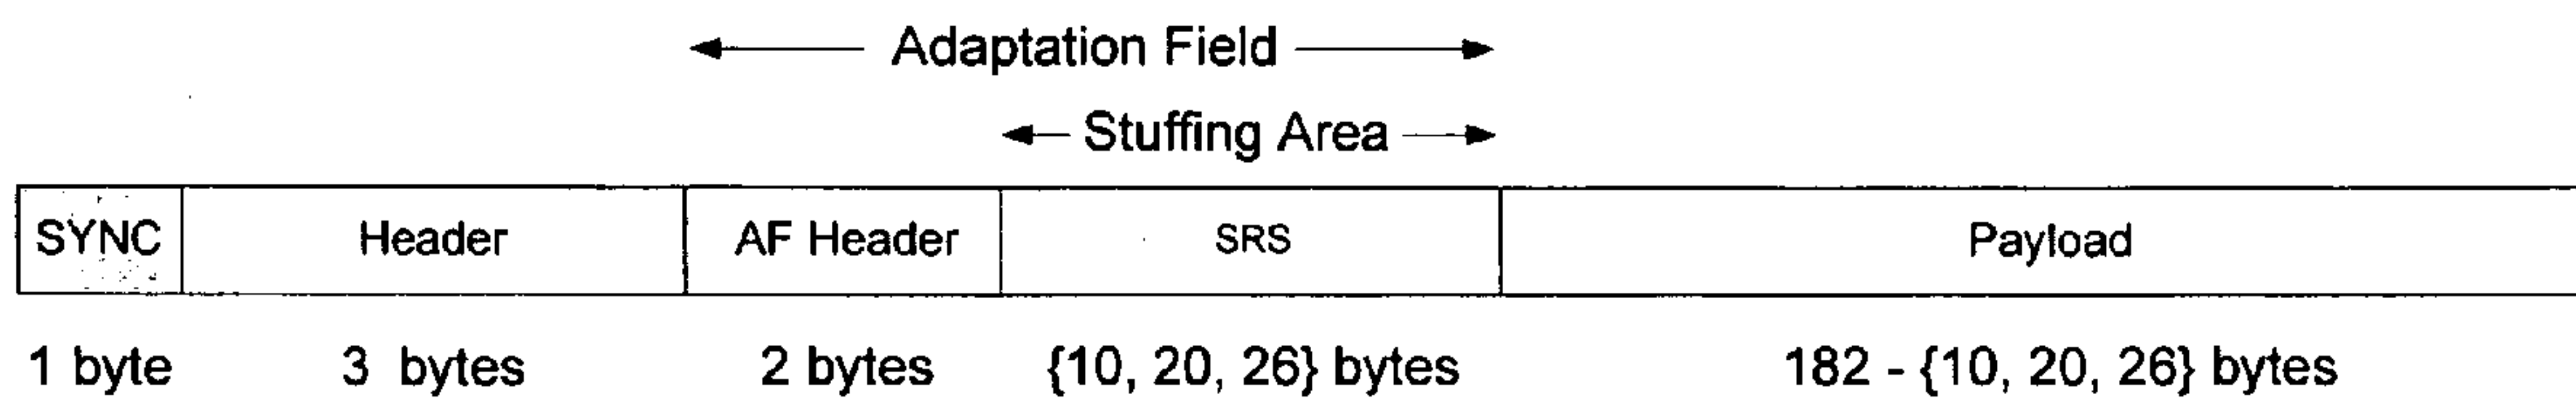 Adaptation Field
Stuffing Area
SYNC Header AF Header SRS Payload
1 byte 3 bytes 2 bytes {10, 20, 26} bytes 182 - {10, 20, 26} bytes